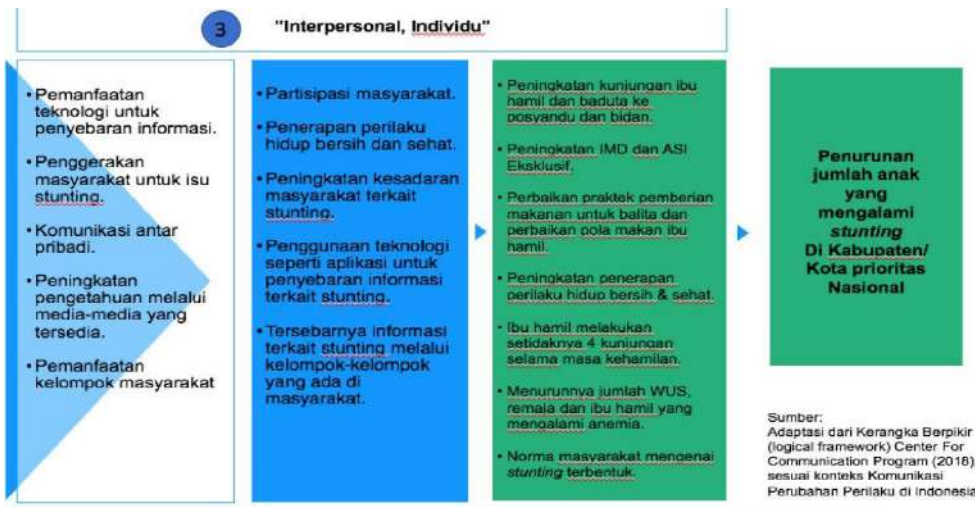 3
"Interpersonal, Individu"
• Pemanfaatan
teknologi untuk
penyebaran informasi.
• Penggerakan
masyarakat untuk isu
stunting.
• Komunikasi antar
pribadi.
• Peningkatan
pengetahuan melalui
media-media yang
tersedia.
• Pemanfaatan
kelompok masyarakat
• Partisipasi masyarakat.
• Penerapan perilaku
hidup bersih dan sehat.
• Peningkatan kesadaran
masyarakat terkait
stunting.
• Penggunaan teknologi
seperti aplikasi untuk
penyebaran informasi
terkait stunting.
• Tersebarnya informasi
terkait stunting melalui
kelompok-kelompok
yang ada di
masyarakat.
• Peningkatan kunjungan ibu
hamil dan baduta ke
posyandu dan bidan.
• Peningkatan IMD dan ASI
Eksklusif.
• Perbaikan praktek pemberian
makanan untuk balita dan
perbaikan pola makan ibu
hamil.
• Peningkatan penerapan
perilaku hidup bersih & sehat.
• Ibu hamil melakukan
setidaknya 4 kunjungan
selama masa kehamilan.
• Menurunnya jumlah WUS,
remaja dan ibu hamil yang
mengalami anemia.
• Norma masyarakat mengenai
stunting terbentuk.
Penurunan
jumlah anak
yang
mengalami
stunting
Di Kabupaten/
Kota prioritas
Nasional
Sumber:
Adaptasi dari Kerangka Berpikir
(logical framework) Center For
Communication Program (2018)
sesuai konteks Komunikasi
Perubahan Perilaku di Indonesia